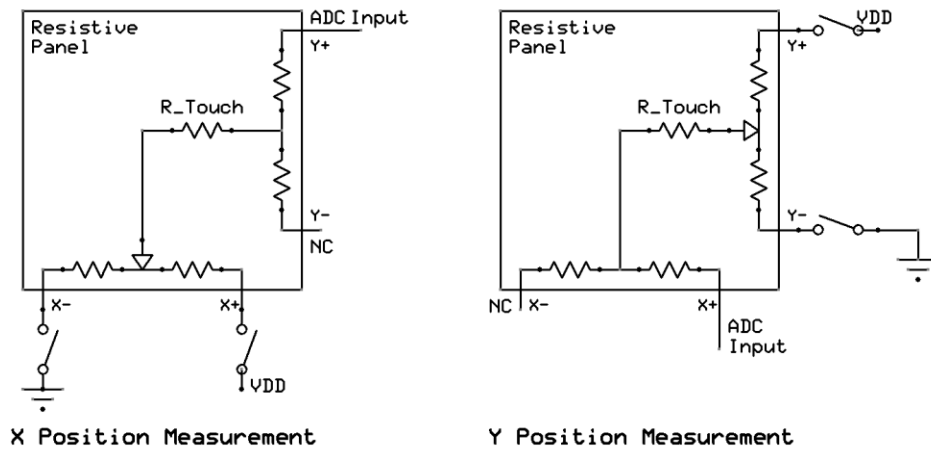 Resistive
Panel
ADC Input
Y+
R_Touch
Y-
NC
X-
X+
VDD
X Position Measurement
Resistive
Panel
VDD
Y+
R_Touch
Y-
NC
X-
X+
ADC
Input
Y Position Measurement